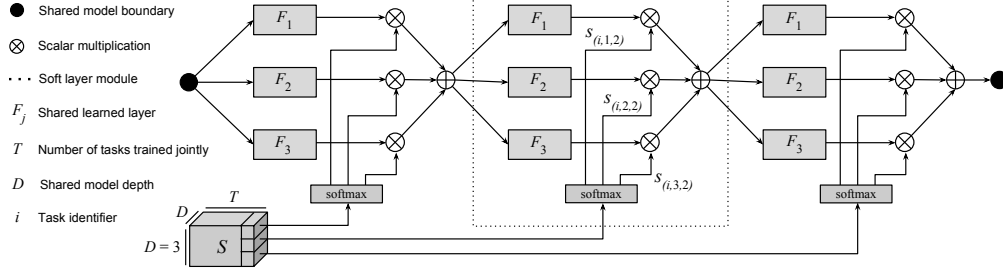 Shared model boundary
Scalar multiplication
Soft layer module
F_j Shared learned layer
T Number of tasks trained jointly
D Shared model depth
i Task identifier
F_1
F_2
F_3
softmax
F_1
F_2
F_3
s_(i,1,2)
s_(i,2,2)
s_(i,3,2)
softmax
F_1
F_2
F_3
softmax
T
D
D = 3
S